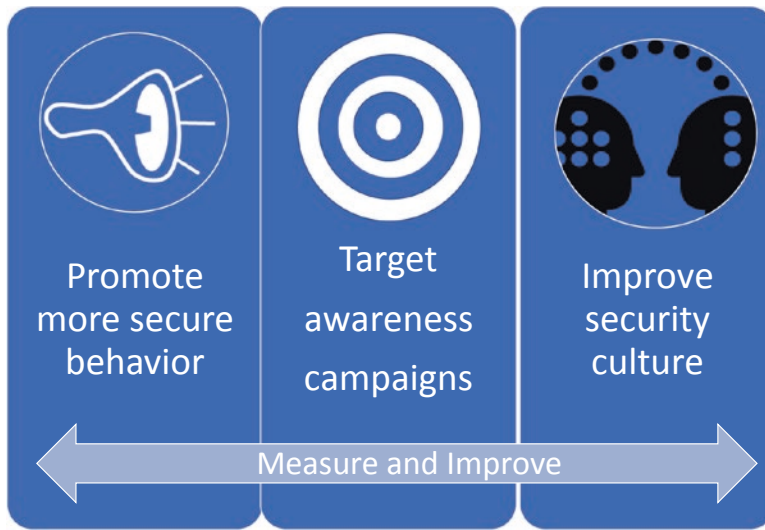 Promote
more secure
behavior
Target
awareness
campaigns
Improve
security
culture
Measure and Improve